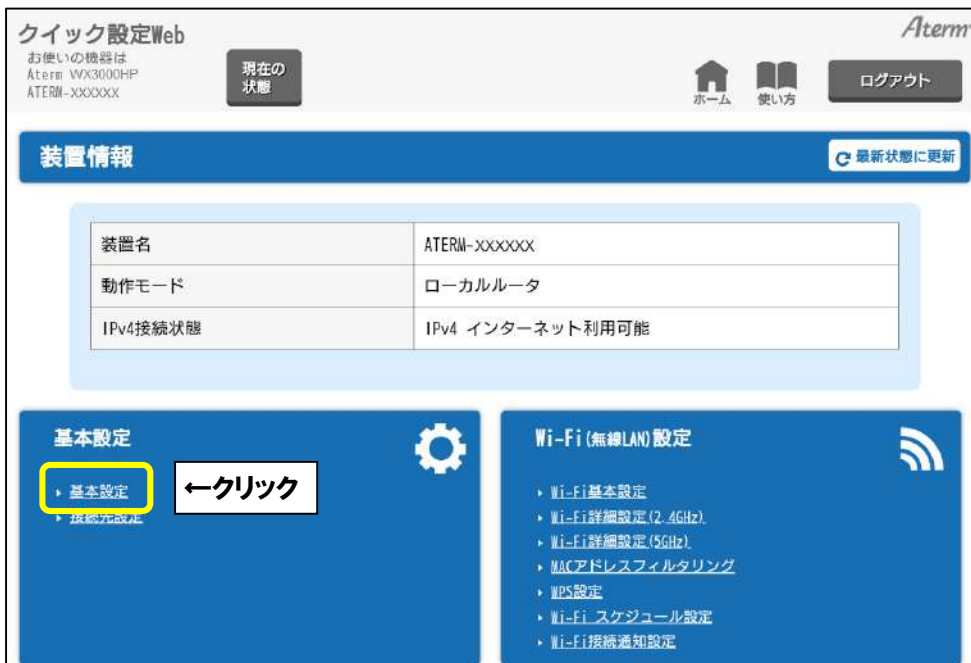 クイック設定Web
Aterm
お使いの機器は
Aterm WX3000HP
ATERM-XXXXXX
現在の
状態
ホーム
使い方
ログアウト
装置情報
最新状態に更新
装置名 ATERM-XXXXXX
動作モード ローカルルータ
IPv4接続状態 IPv4 インターネット利用可能
基本設定
基本設定
←クリック
接続先設定
Wi-Fi(無線LAN)設定
Wi-Fi基本設定
Wi-Fi詳細設定(2.4GHz)
Wi-Fi詳細設定(5GHz)
MACアドレスフィルタリング
WPS設定
Wi-Fi スケジュール設定
Wi-Fi接続通知設定